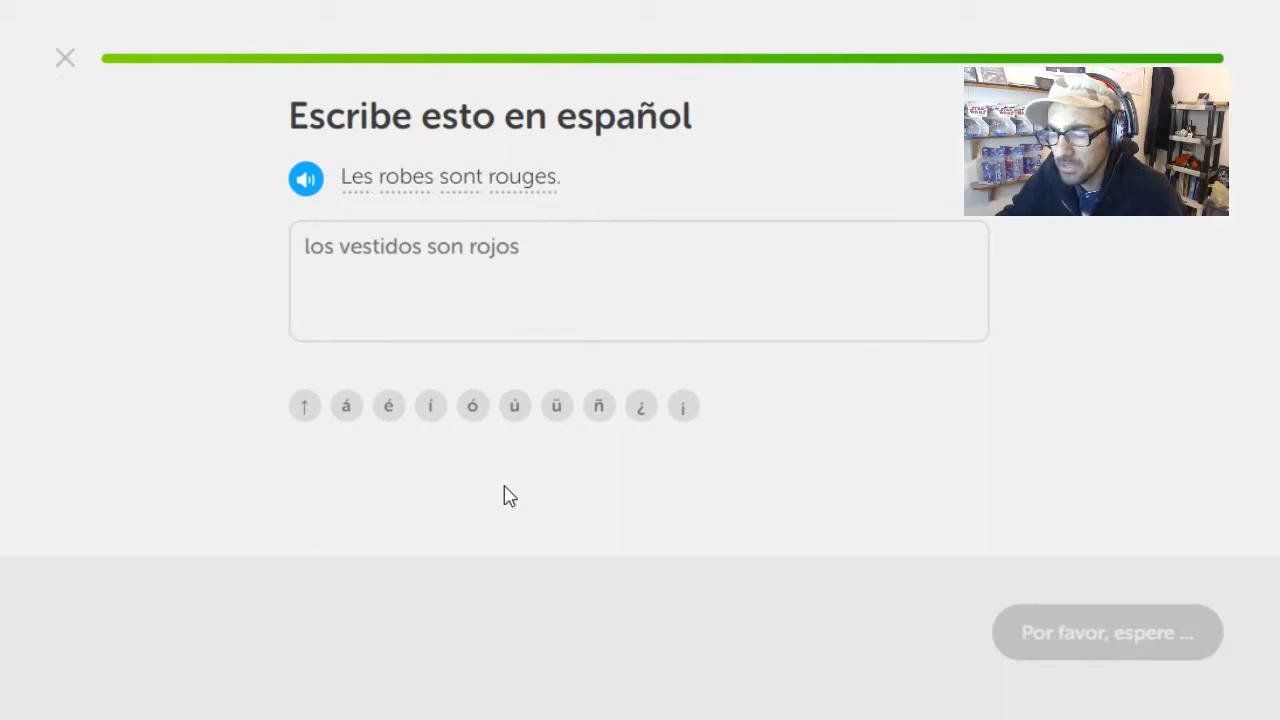 Escribe esto en español
Les robes sont rouges.
los vestidos son rojos
↑ á é í ó ú ü ñ ¿ ¡
Por favor, espere ...